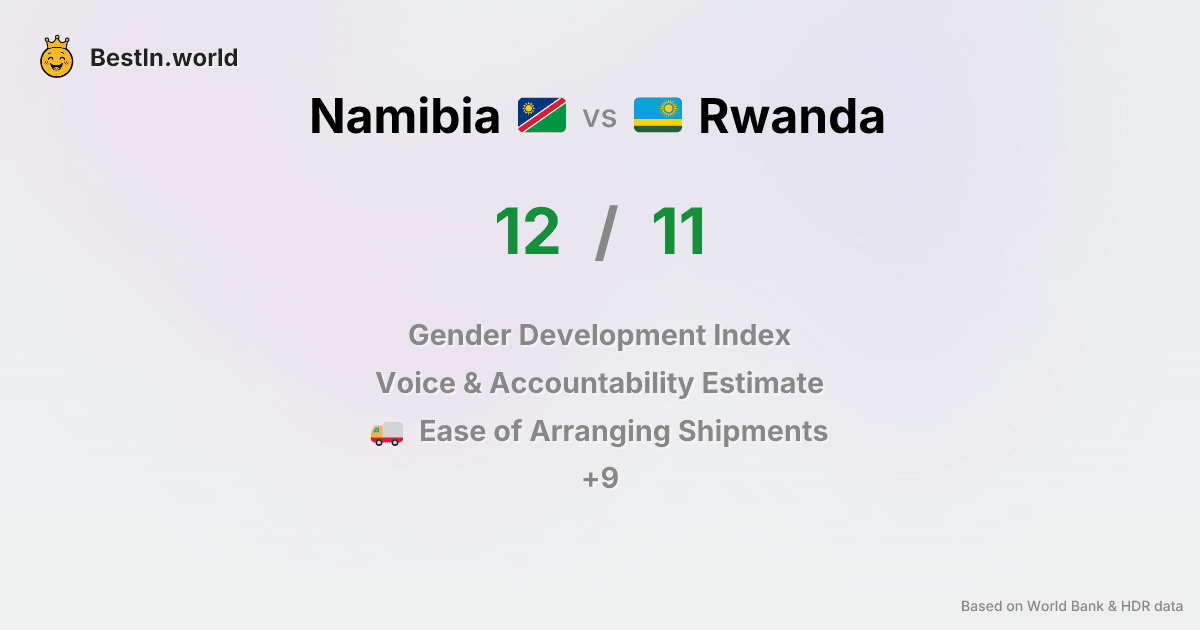 BestIn.world
Namibia vs Rwanda
12 / 11
Gender Development Index
Voice & Accountability Estimate
Ease of Arranging Shipments
+9
Based on World Bank & HDR data